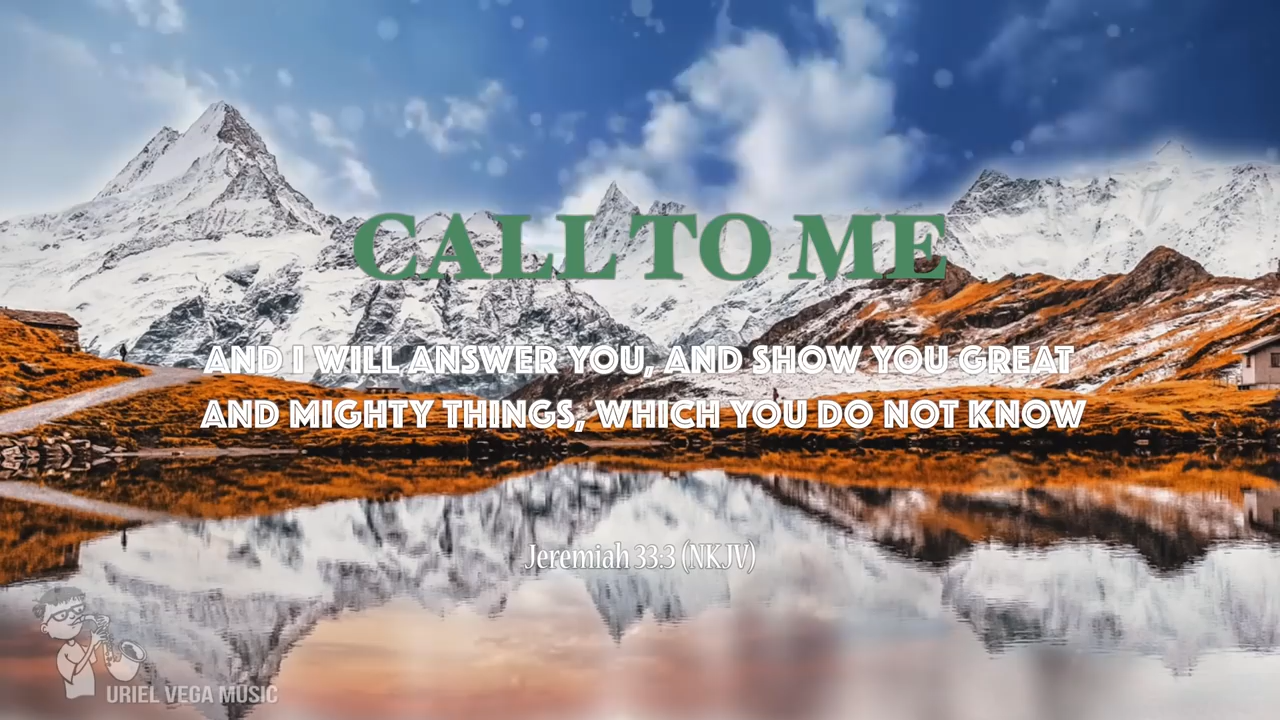 CALL TO ME
AND I WILL ANSWER YOU, AND SHOW YOU GREAT
AND MIGHTY THINGS, WHICH YOU DO NOT KNOW
Jeremiah 33:3 (NKJV)
URIEL VEGA MUSIC